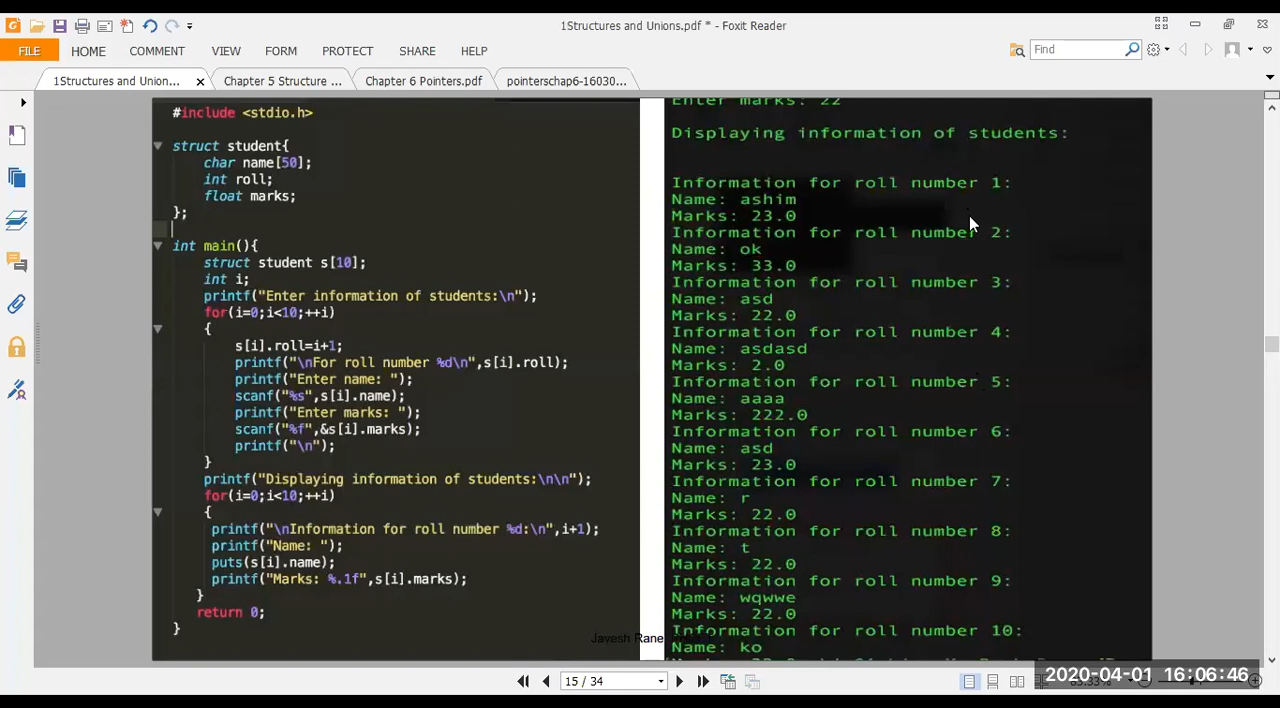 1Structures and Unions.pdf * - Foxit Reader
FILE HOME COMMENT VIEW FORM PROTECT SHARE HELP
Find
1Structures and Union... Chapter 5 Structure ... Chapter 6 Pointers.pdf pointerschap6-16030...
#include <stdio.h>
struct student{
char name[50];
int roll;
float marks;
};
int main(){
struct student s[10];
int i;
printf("Enter information of students:\n");
for(i=0;i<10;++i)
{
s[i].roll=i+1;
printf("\nFor roll number %d\n",s[i].roll);
printf("Enter name: ");
scanf("%s",s[i].name);
printf("Enter marks: ");
scanf("%f",&s[i].marks);
printf("\n");
}
printf("Displaying information of students:\n\n");
for(i=0;i<10;++i)
{
printf("\nInformation for roll number %d:\n",i+1);
printf("Name: ");
puts(s[i].name);
printf("Marks: %.1f",s[i].marks);
}
return 0;
}
Enter marks: 22
Displaying information of students:
Information for roll number 1:
Name: ashim
Marks: 23.0
Information for roll number 2:
Name: ok
Marks: 33.0
Information for roll number 3:
Name: asd
Marks: 22.0
Information for roll number 4:
Name: asdasd
Marks: 2.0
Information for roll number 5:
Name: aaaa
Marks: 222.0
Information for roll number 6:
Name: asd
Marks: 23.0
Information for roll number 7:
Name: r
Marks: 22.0
Information for roll number 8:
Name: t
Marks: 22.0
Information for roll number 9:
Name: wqwwe
Marks: 22.0
Information for roll number 10:
Name: ko
Javesh Rane
15 / 34
2020-04-01 16:06:46